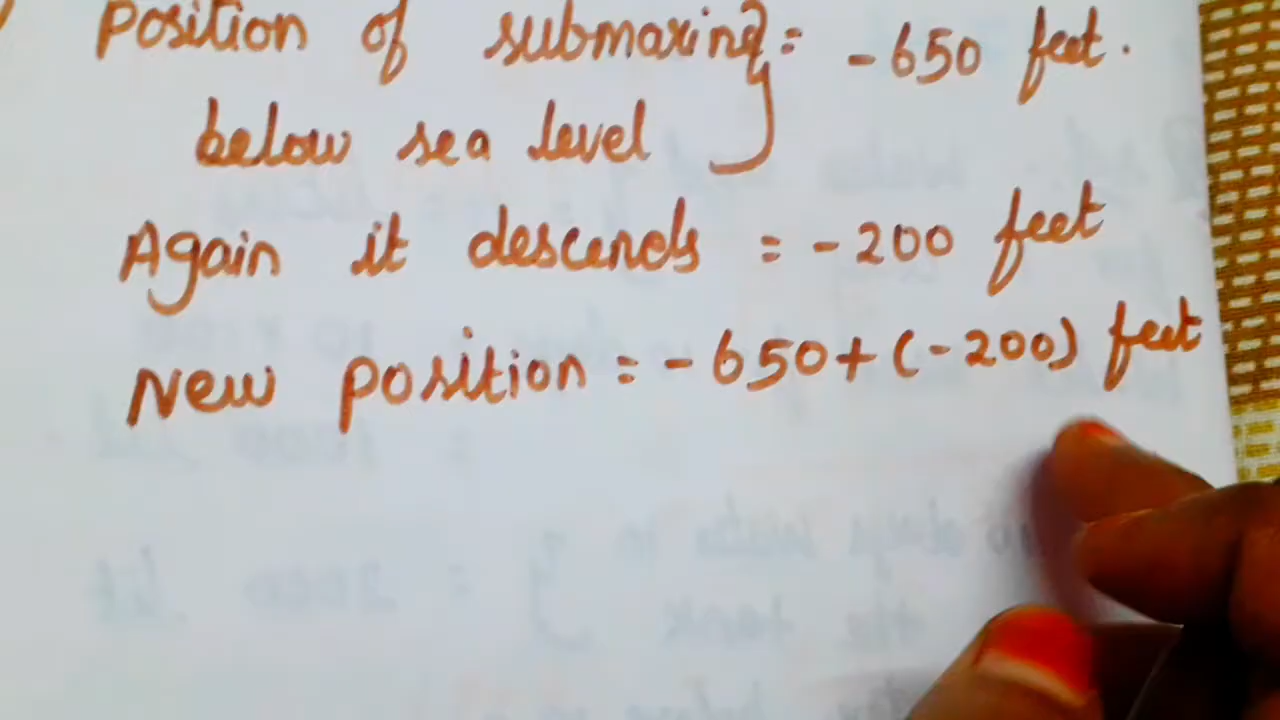 Position of submarine } = -650 feet.
below sea level
Again it descends = -200 feet
New position = -650+(-200) feet